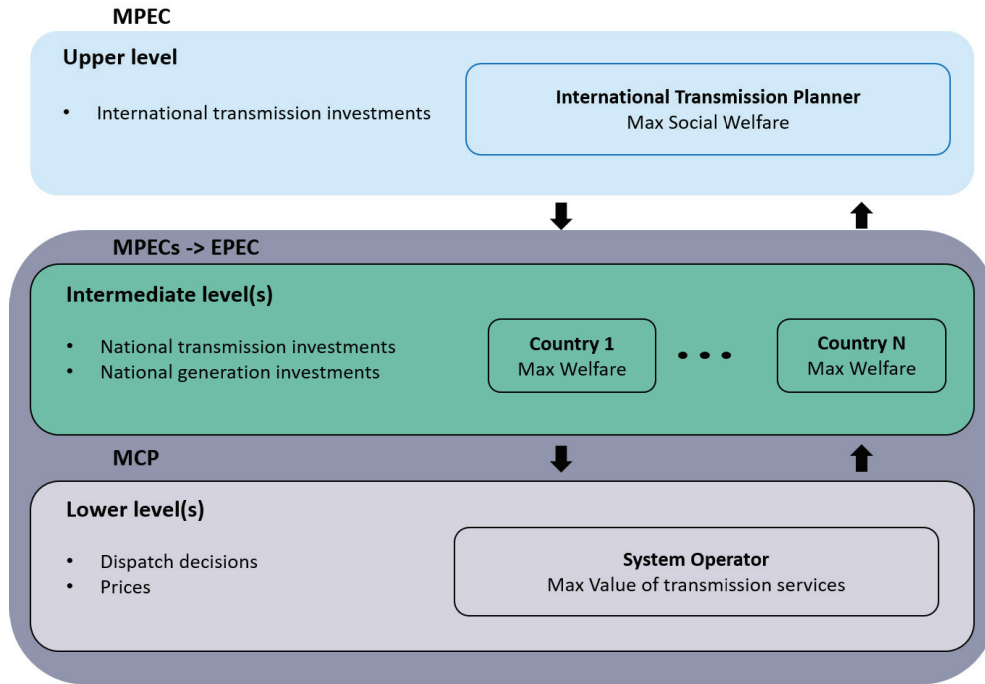 MPEC
Upper level
• International transmission investments
International Transmission Planner
Max Social Welfare
MPECs -> EPEC
Intermediate level(s)
• National transmission investments
• National generation investments
Country 1
Max Welfare
• • •
Country N
Max Welfare
MCP
Lower level(s)
• Dispatch decisions
• Prices
System Operator
Max Value of transmission services